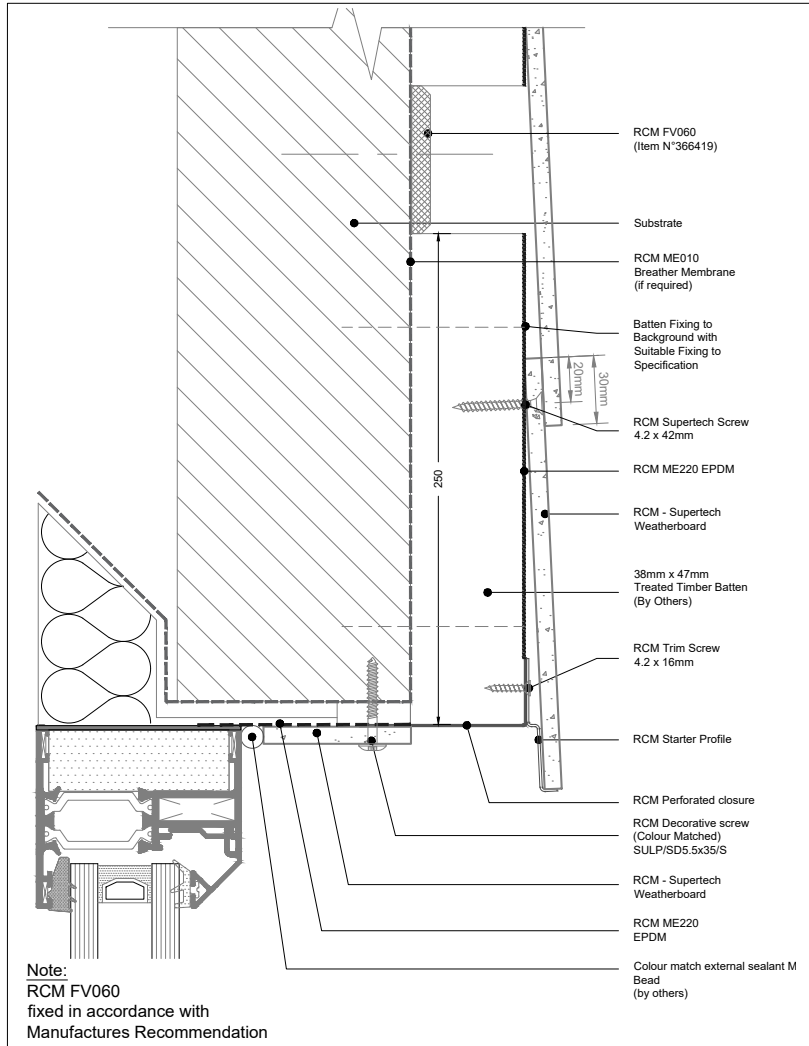 RCM FV060
(Item N°366419)
Substrate
RCM ME010
Breather Membrane
(if required)
Batten Fixing to
Background with
Suitable Fixing to
Specification
20mm
30mm
RCM Supertech Screw
4.2 x 42mm
RCM ME220 EPDM
250
RCM - Supertech
Weatherboard
38mm x 47mm
Treated Timber Batten
(By Others)
RCM Trim Screw
4.2 x 16mm
RCM Starter Profile
RCM Perforated closure
RCM Decorative screw
(Colour Matched)
SULP/SD5.5x35/S
RCM - Supertech
Weatherboard
RCM ME220
EPDM
Colour match external sealant M
Bead
(by others)
Note:
RCM FV060
fixed in accordance with
Manufactures Recommendation